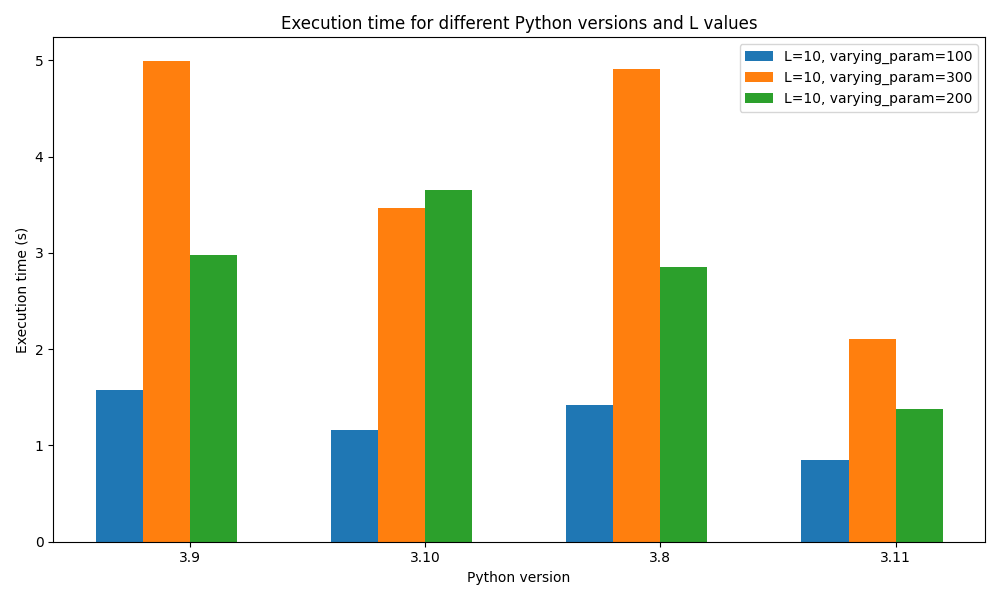 Execution time for different Python versions and L values
L=10, varying_param=100
L=10, varying_param=300
L=10, varying_param=200
Execution time (s)
5
4
3
2
1
0
3.9 3.10 3.8 3.11
Python version